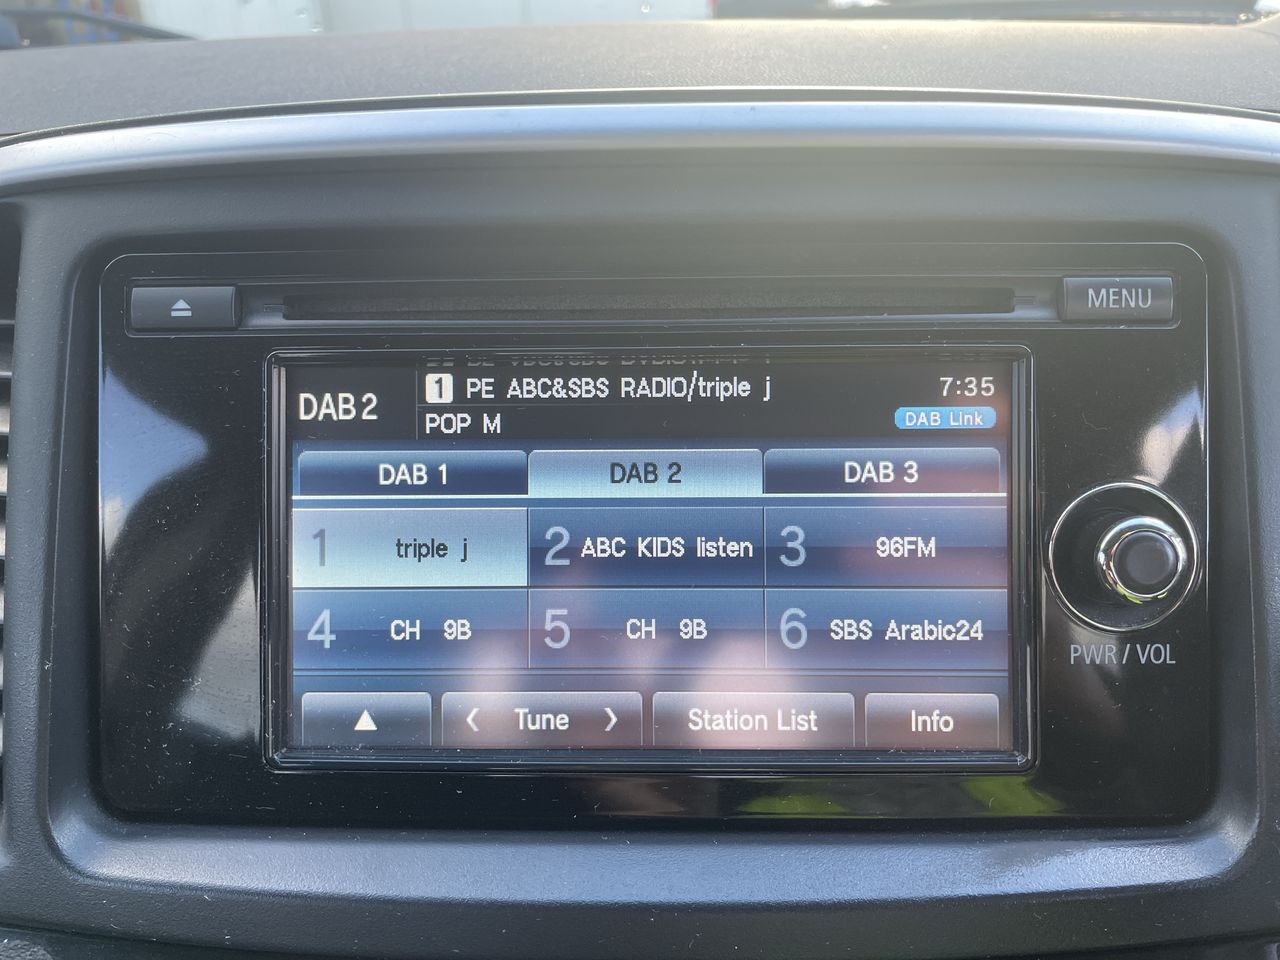 MENU
DAB2
1 PE ABC&SBS RADIO/triple j
7:35
POP M
DAB Link
DAB 1
DAB 2
DAB 3
1 triple j
2 ABC KIDS listen
3 96FM
4 CH 9B
5 CH 9B
6 SBS Arabic24
PWR / VOL
▲
< Tune >
Station List
Info